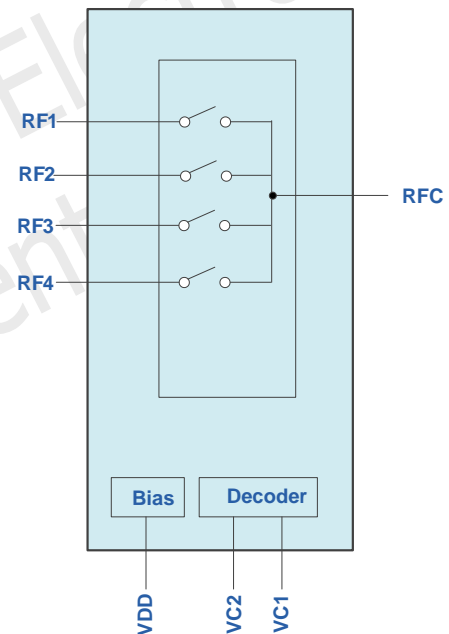 RF1
RF2
RFC
RF3
RF4
Bias
Decoder
VDD
VC2
VC1